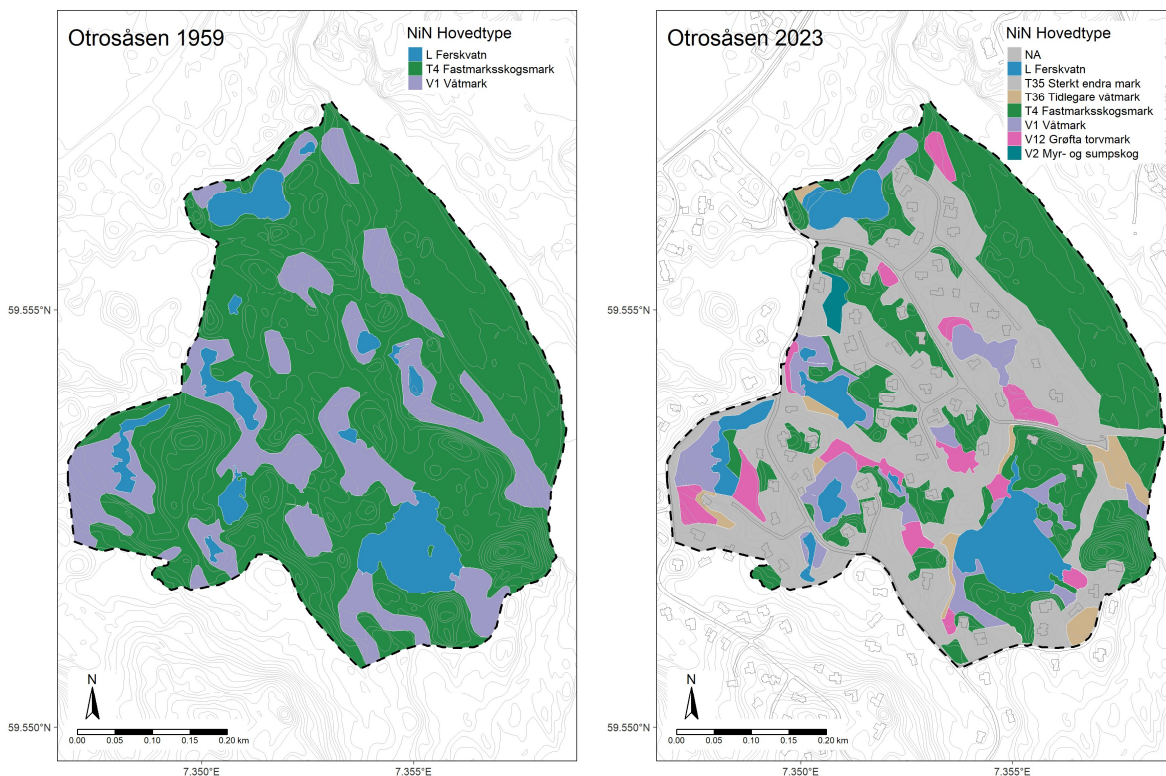 Otrosåsen 1959
NiN Hovedtype
L Ferskvatn
T4 Fastmarksskogsmark
V1 Våtmark
59.555°N
59.550°N
N
0.00 0.05 0.10 0.15 0.20 km
7.350°E 7.355°E
Otrosåsen 2023
NiN Hovedtype
NA
L Ferskvatn
T35 Sterkt endra mark
T36 Tidlegare våtmark
T4 Fastmarksskogsmark
V1 Våtmark
V12 Grøfta torvmark
V2 Myr- og sumpskog
59.555°N
59.550°N
N
0.00 0.05 0.10 0.15 0.20 km
7.350°E 7.355°E